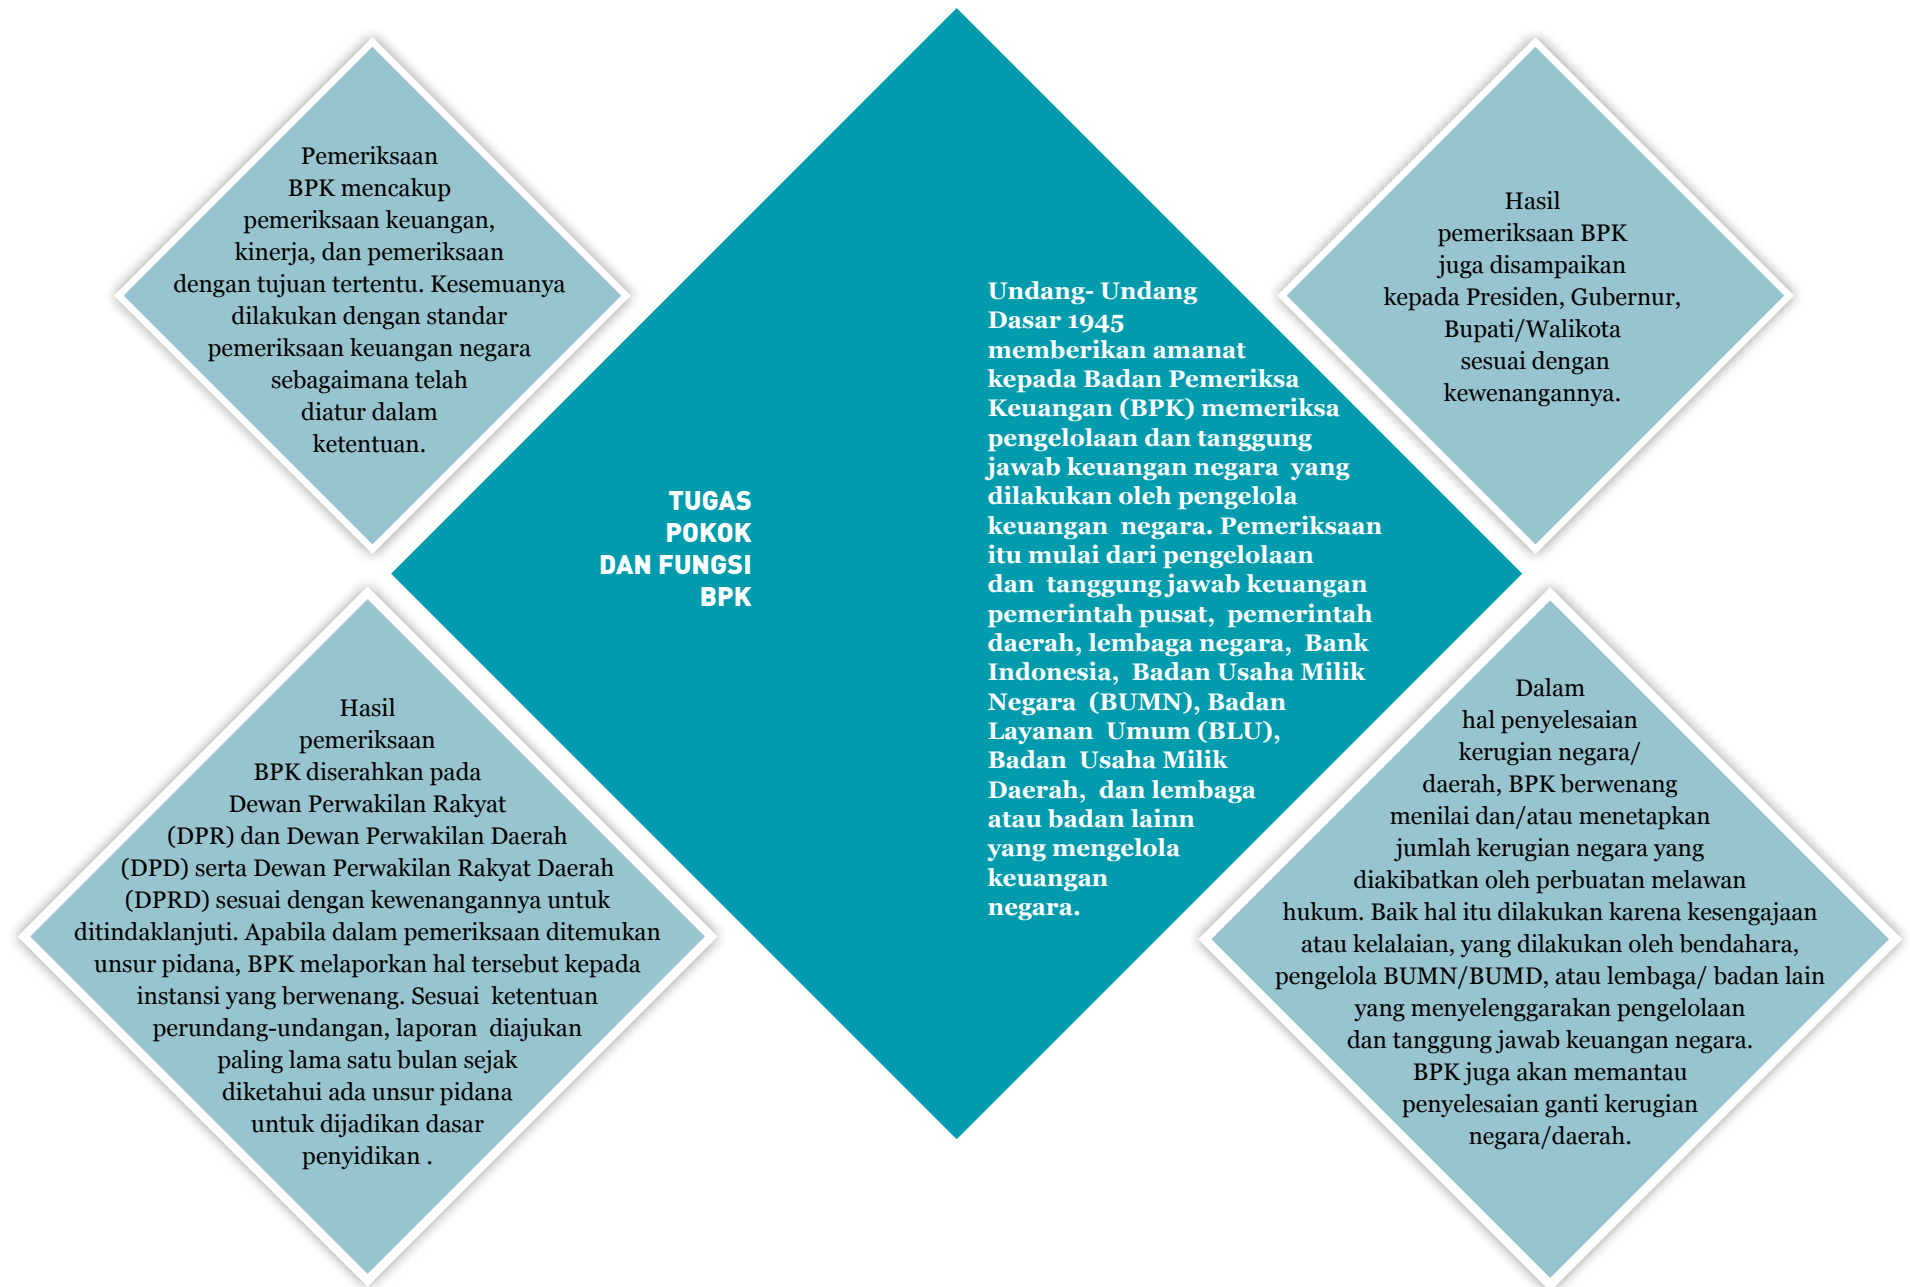 Pemeriksaan
BPK mencakup
pemeriksaan keuangan,
kinerja, dan pemeriksaan
dengan tujuan tertentu. Kesemuanya
dilakukan dengan standar
pemeriksaan keuangan negara
sebagaimana telah
diatur dalam
ketentuan.
Hasil
pemeriksaan
BPK diserahkan pada
Dewan Perwakilan Rakyat
(DPR) dan Dewan Perwakilan Daerah
(DPD) serta Dewan Perwakilan Rakyat Daerah
(DPRD) sesuai dengan kewenangannya untuk
ditindaklanjuti. Apabila dalam pemeriksaan ditemukan
unsur pidana, BPK melaporkan hal tersebut kepada
instansi yang berwenang. Sesuai ketentuan
perundang-undangan, laporan diajukan
paling lama satu bulan sejak
diketahui ada unsur pidana
untuk dijadikan dasar
penyidikan .
TUGAS
POKOK
DAN FUNGSI
BPK
Undang- Undang
Dasar 1945
memberikan amanat
kepada Badan Pemeriksa
Keuangan (BPK) memeriksa
pengelolaan dan tanggung
jawab keuangan negara yang
dilakukan oleh pengelola
keuangan negara. Pemeriksaan
itu mulai dari pengelolaan
dan tanggung jawab keuangan
pemerintah pusat, pemerintah
daerah, lembaga negara, Bank
Indonesia, Badan Usaha Milik
Negara (BUMN), Badan
Layanan Umum (BLU),
Badan Usaha Milik
Daerah, dan lembaga
atau badan lainn
yang mengelola
keuangan
negara.
Hasil
pemeriksaan BPK
juga disampaikan
kepada Presiden, Gubernur,
Bupati/Walikota
sesuai dengan
kewenangannya.
Dalam
hal penyelesaian
kerugian negara/
daerah, BPK berwenang
menilai dan/atau menetapkan
jumlah kerugian negara yang
diakibatkan oleh perbuatan melawan
hukum. Baik hal itu dilakukan karena kesengajaan
atau kelalaian, yang dilakukan oleh bendahara,
pengelola BUMN/BUMD, atau lembaga/ badan lain
yang menyelenggarakan pengelolaan
dan tanggung jawab keuangan negara.
BPK juga akan memantau
penyelesaian ganti kerugian
negara/daerah.